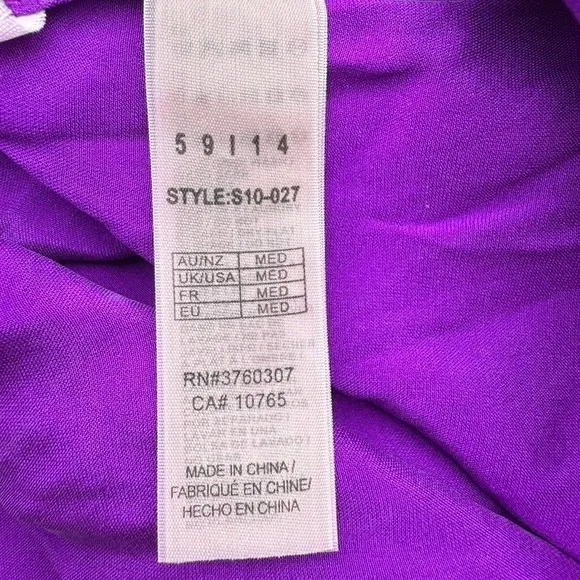 59I14
STYLE:S10-027
AU/NZ MED
UK/USA MED
FR MED
EU MED
RN#3760307
CA# 10765
MADE IN CHINA /
FABRIQUÉ EN CHINE/
HECHO EN CHINA